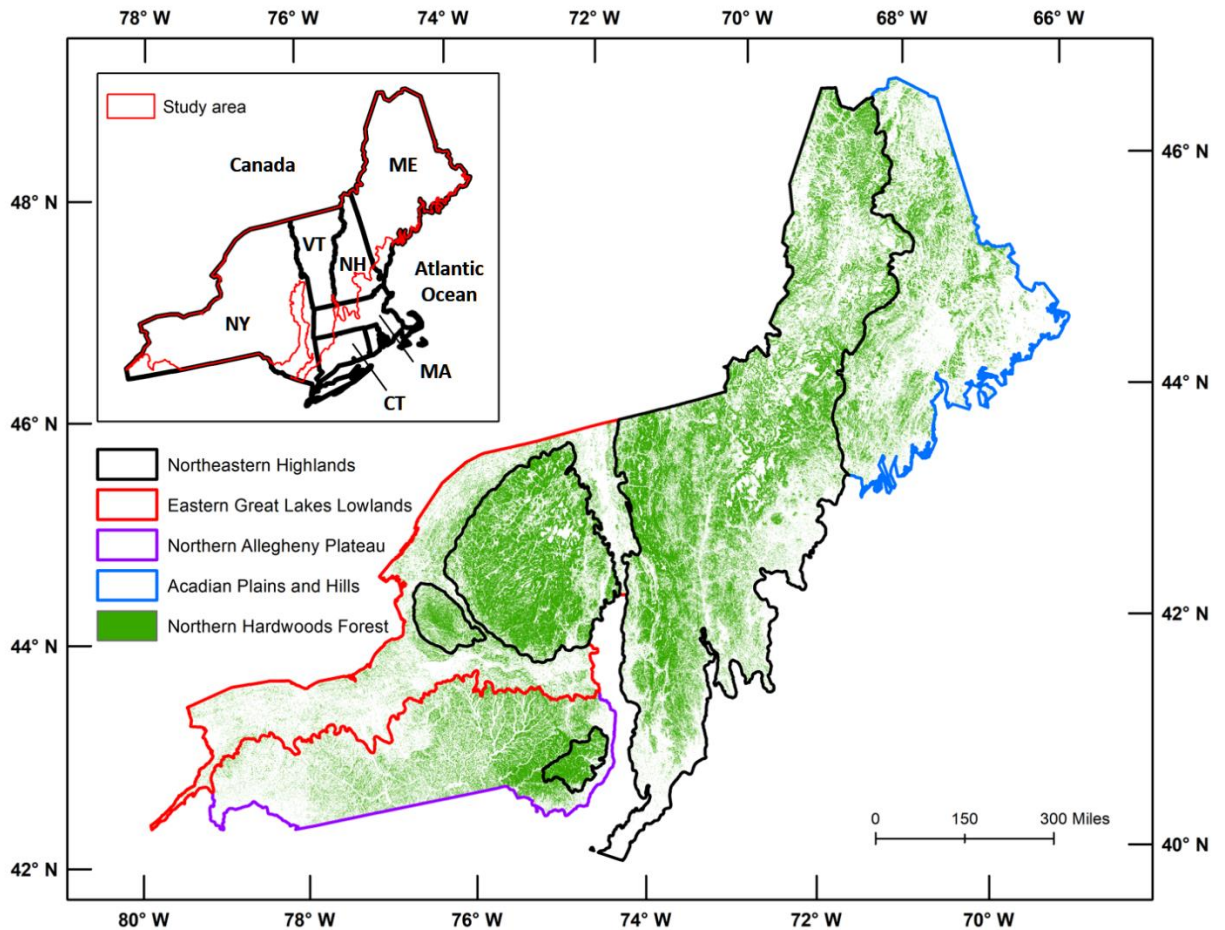 78° W 76° W 74° W 72° W 70° W 68° W 66° W
Study area
Canada
ME
46° N
48° N
VT
NH
Atlantic
Ocean
NY
MA
CT
44° N
46° N
Northeastern Highlands
Eastern Great Lakes Lowlands
Northern Allegheny Plateau
Acadian Plains and Hills
Northern Hardwoods Forest
42° N
44° N
0 150 300 Miles
40° N
42° N
80° W 78° W 76° W 74° W 72° W 70° W